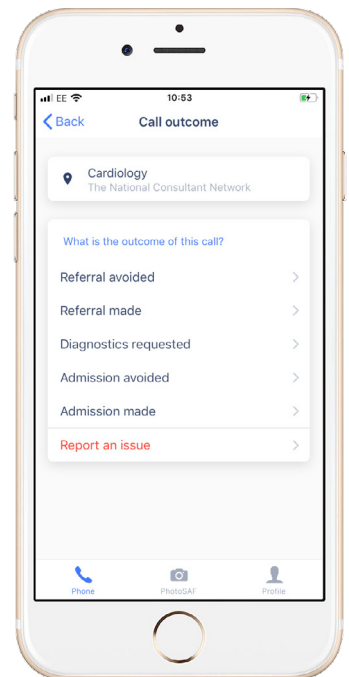 EE
10:53
Back
Call outcome
Cardiology
The National Consultant Network
What is the outcome of this call?
Referral avoided
Referral made
Diagnostics requested
Admission avoided
Admission made
Report an issue
Phone
PhotoSAF
Profile